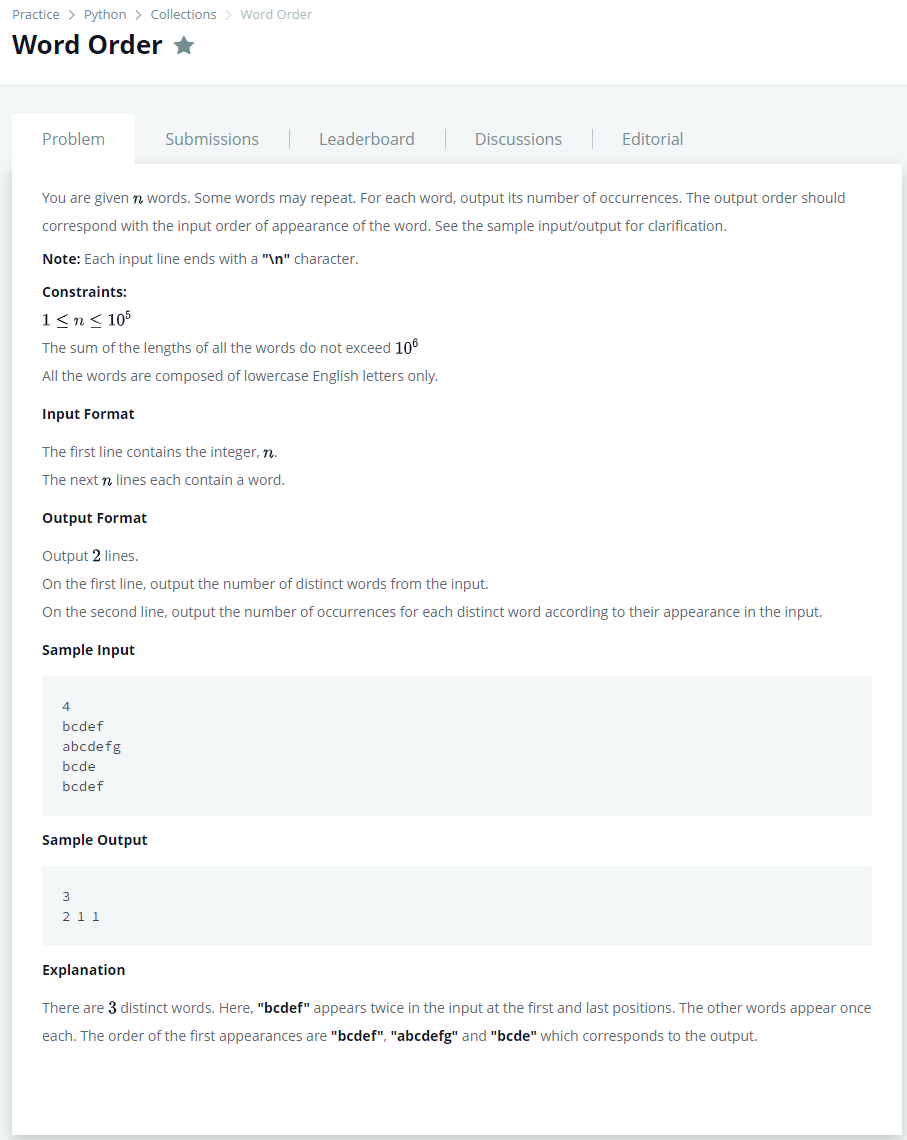 Practice > Python > Collections > Word Order
Word Order
Problem Submissions Leaderboard Discussions Editorial
You are given n words. Some words may repeat. For each word, output its number of occurrences. The output order should
correspond with the input order of appearance of the word. See the sample input/output for clarification.
Note: Each input line ends with a "\n" character.
Constraints:
1 ≤ n ≤ 10⁵
The sum of the lengths of all the words do not exceed 10⁶
All the words are composed of lowercase English letters only.
Input Format
The first line contains the integer, n.
The next n lines each contain a word.
Output Format
Output 2 lines.
On the first line, output the number of distinct words from the input.
On the second line, output the number of occurrences for each distinct word according to their appearance in the input.
Sample Input
4
bcdef
abcdefg
bcde
bcdef
Sample Output
3
2 1 1
Explanation
There are 3 distinct words. Here, "bcdef" appears twice in the input at the first and last positions. The other words appear once
each. The order of the first appearances are "bcdef", "abcdefg" and "bcde" which corresponds to the output.